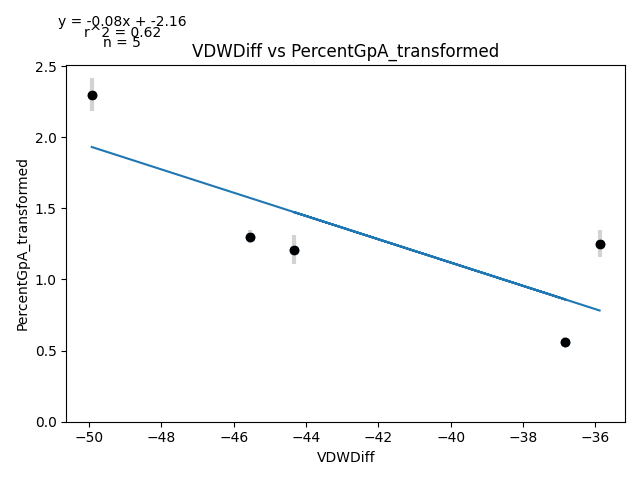 y = -0.08x + -2.16
r^2 = 0.62
n = 5
VDWDiff vs PercentGpA_transformed
2.5
2.0
1.5
1.0
0.5
0.0
PercentGpA_transformed
−50 −48 −46 −44 −42 −40 −38 −36
VDWDiff